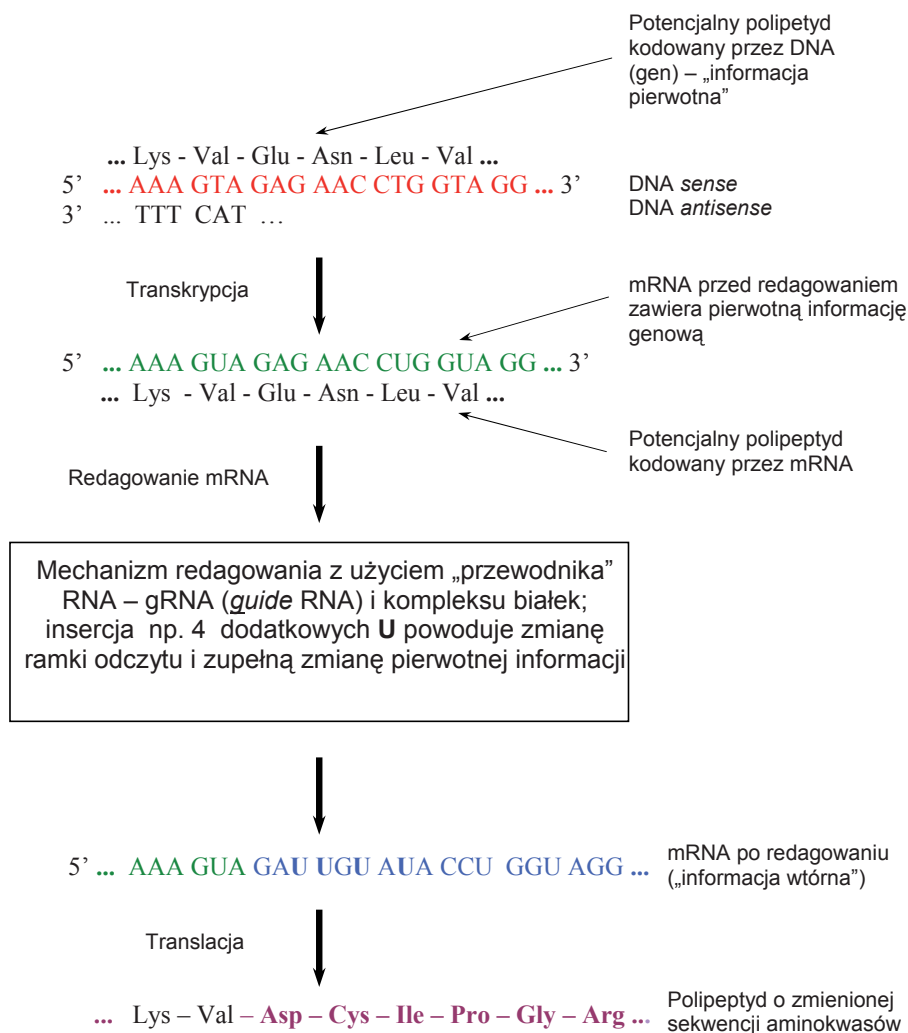 Potencjalny polipetyd
kodowany przez DNA
(gen) – „informacja
pierwotna”
... Lys - Val - Glu - Asn - Leu - Val ...
5’ ... AAA GTA GAG AAC CTG GTA GG ... 3’
DNA sense
3’ ... TTT CAT ...
DNA antisense
Transkrypcja
mRNA przed redagowaniem
zawiera pierwotną informację
genową
5’ ... AAA GUA GAG AAC CUG GUA GG ... 3’
... Lys - Val - Glu - Asn - Leu - Val ...
Potencjalny polipeptyd
kodowany przez mRNA
Redagowanie mRNA
Mechanizm redagowania z użyciem „przewodnika”
RNA – gRNA (guide RNA) i kompleksu białek;
insercja np. 4 dodatkowych U powoduje zmianę
ramki odczytu i zupełną zmianę pierwotnej informacji
5’ ... AAA GUA GAU UGU AUA CCU GGU AGG ...
mRNA po redagowaniu
(„informacja wtórna”)
Translacja
... Lys – Val – Asp – Cys – Ile – Pro – Gly – Arg ...
Polipeptyd o zmienionej
sekwencji aminokwasów